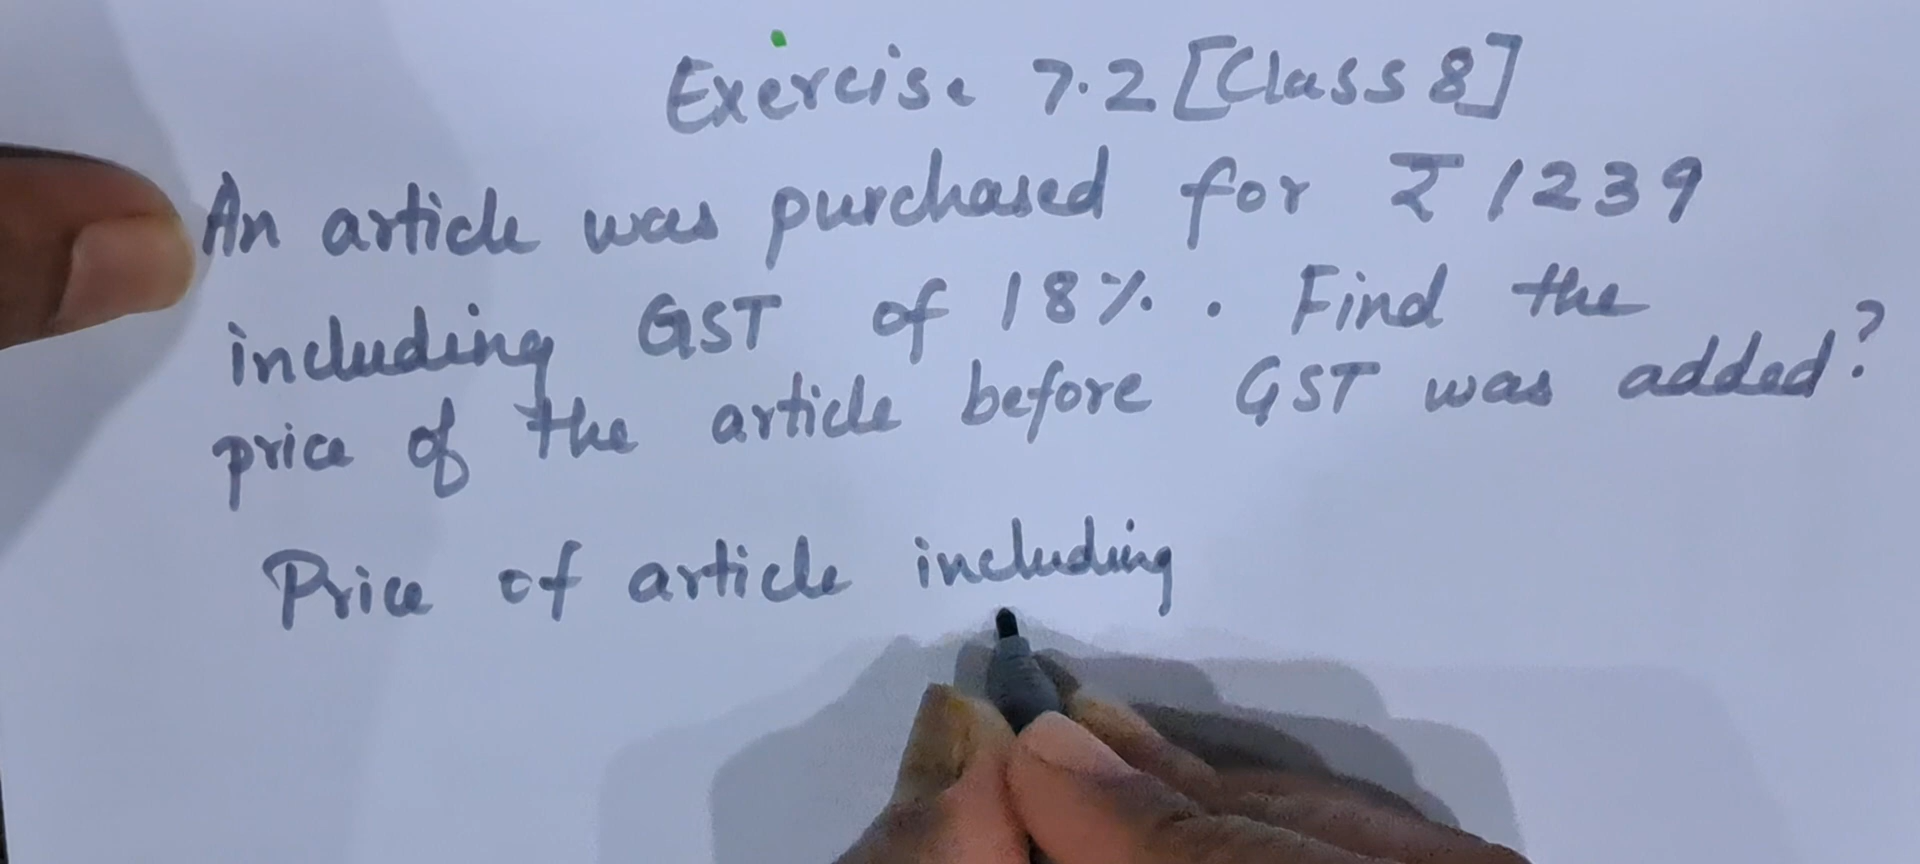 Exercise 7.2 [Class 8]
An article was purchased for ₹ 1239
including GST of 18%. Find the
price of the article before GST was added?
Price of article including